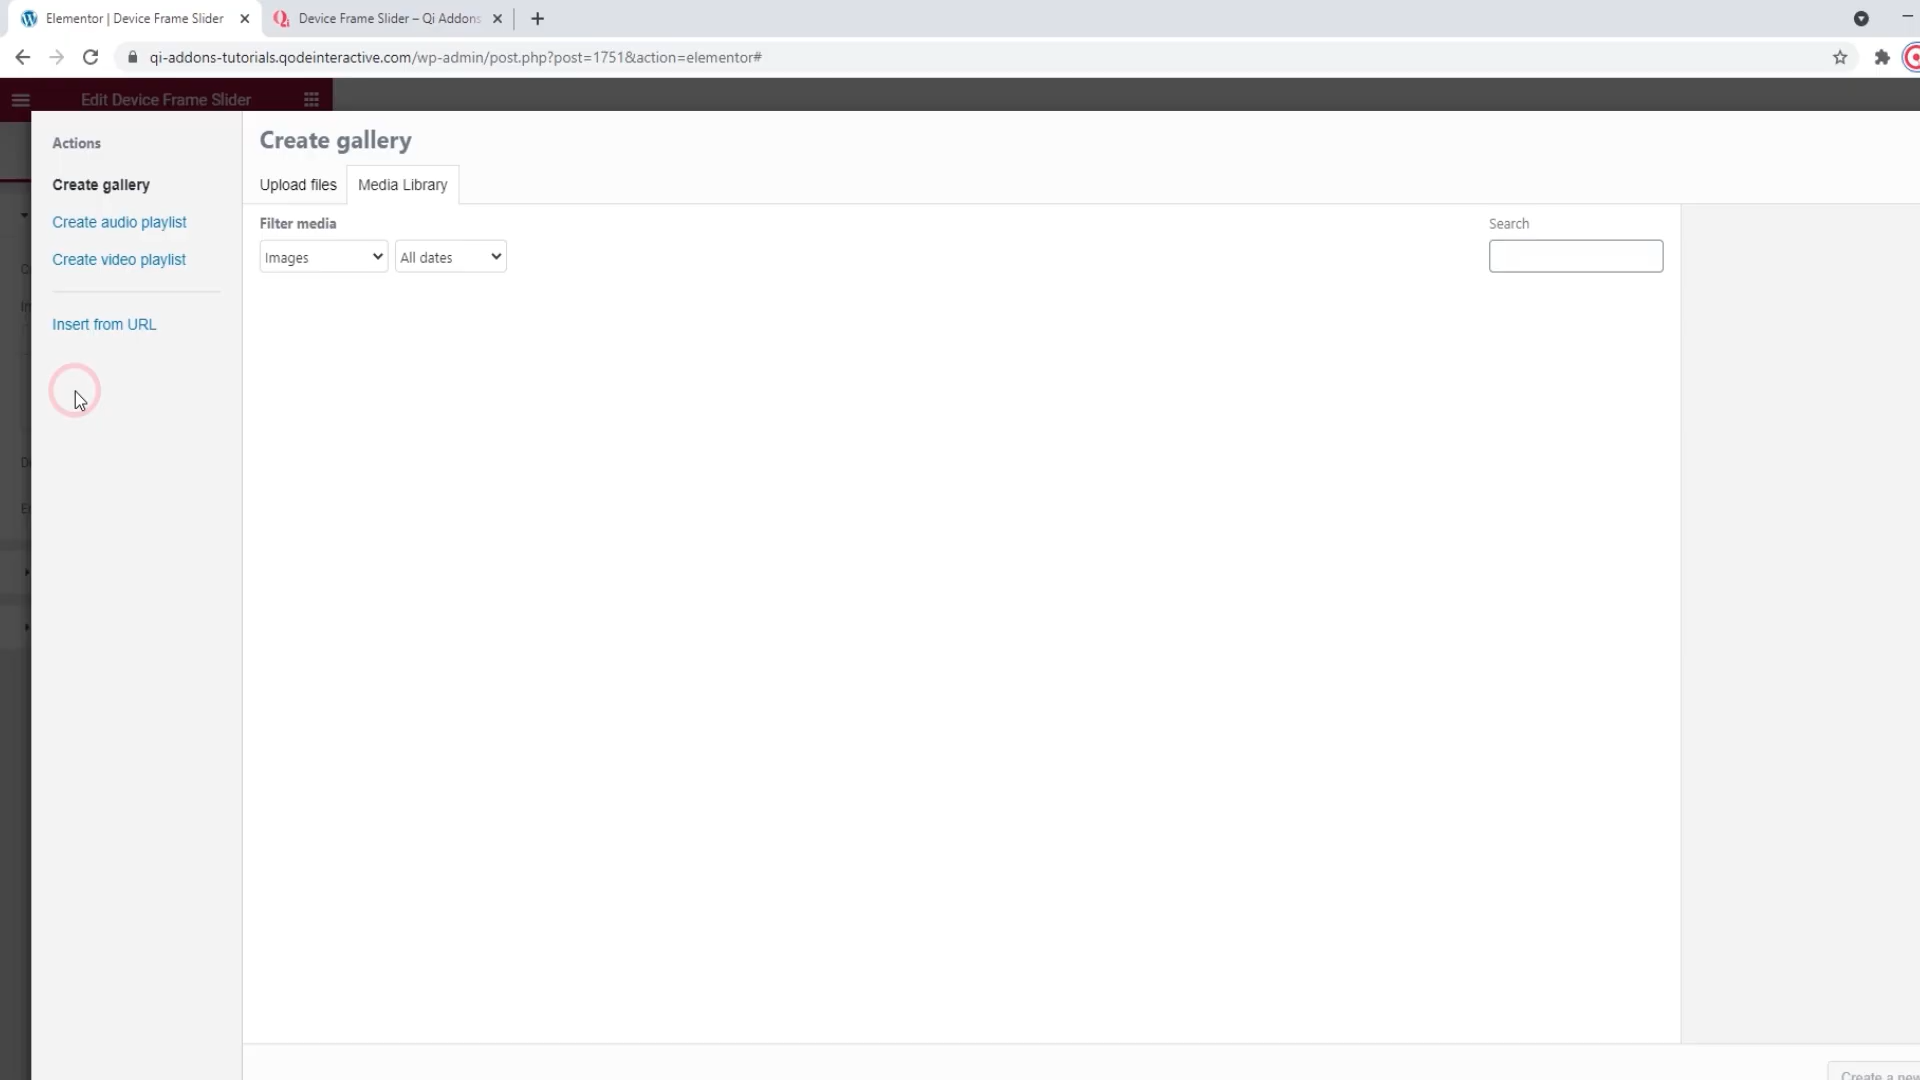 Elementor | Device Frame Slider
Device Frame Slider – Qi Addons
qi-addons-tutorials.qodeinteractive.com/wp-admin/post.php?post=1751&action=elementor#
Edit Device Frame Slider
Actions
Create gallery
Create audio playlist
Create video playlist
Insert from URL
Create gallery
Upload files
Media Library
Filter media
Images
All dates
Search
Create a new